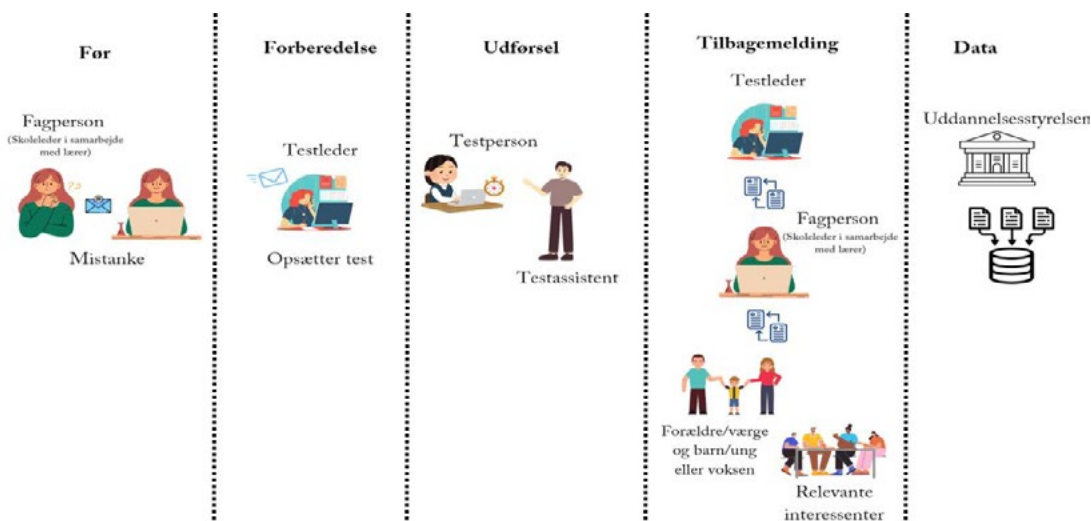 Før
Fagperson
(Skoleleder i samarbejde
med lærer)
Mistanke
Forberedelse
Testleder
Opsætter test
Udførsel
Testperson
Testassistent
Tilbagemelding
Testleder
Fagperson
(Skoleleder i samarbejde
med lærer)
Forældre/værge
og barn/ung
eller voksen
Relevante
interessenter
Data
Uddannelsesstyrelsen